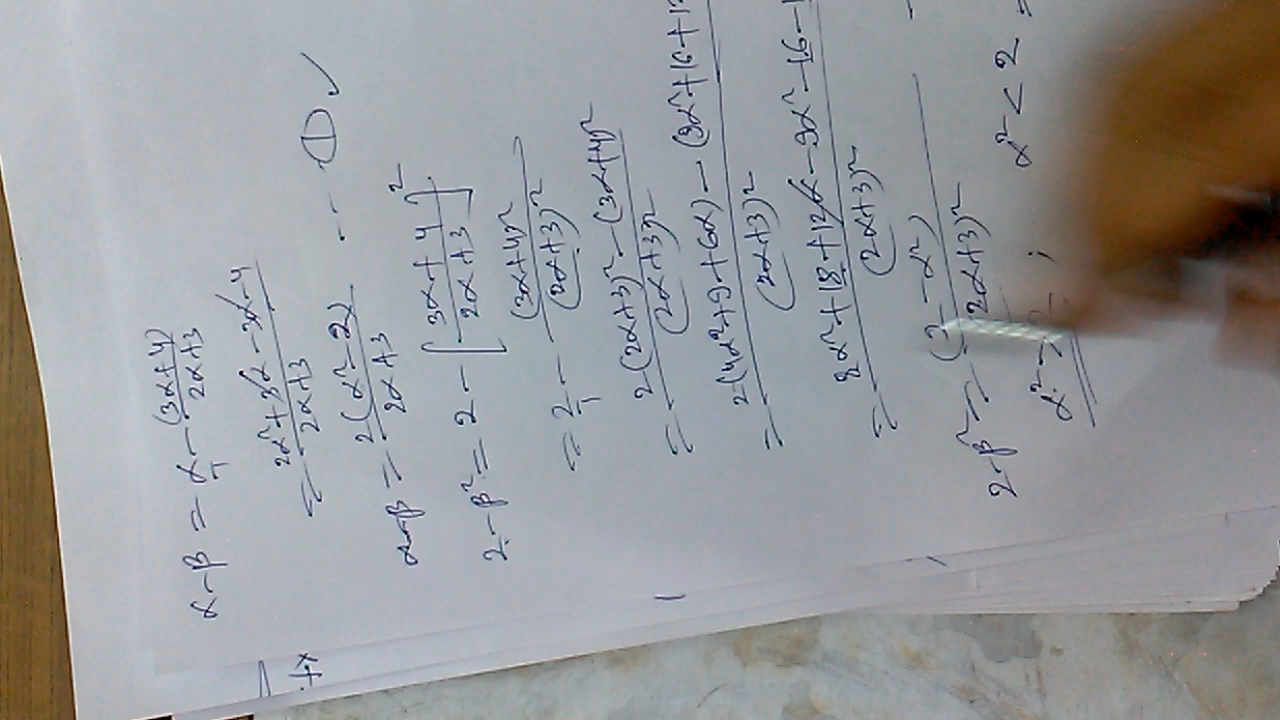 α-β = α/1 - (3α+4)/2α+3
= 2α²+3α-3α-4/2α+3
= 2(α²-2)/2α+3
α-β = --- ① ✓
2-β² = 2 - [3α+4/2α+3]²
= 2/1 - (3α+4)²/(2α+3)²
= 2(2α+3)²-(3α+4)²/(2α+3)²
= 2(4α²+9+6α) - (3α²+16+12
/(2α+3)²
= 8α²+18+12α-9α²-16-1
/(2α+3)²
2-β² = (2-α²)/2α+3)²
α² > ; α² < 2 =